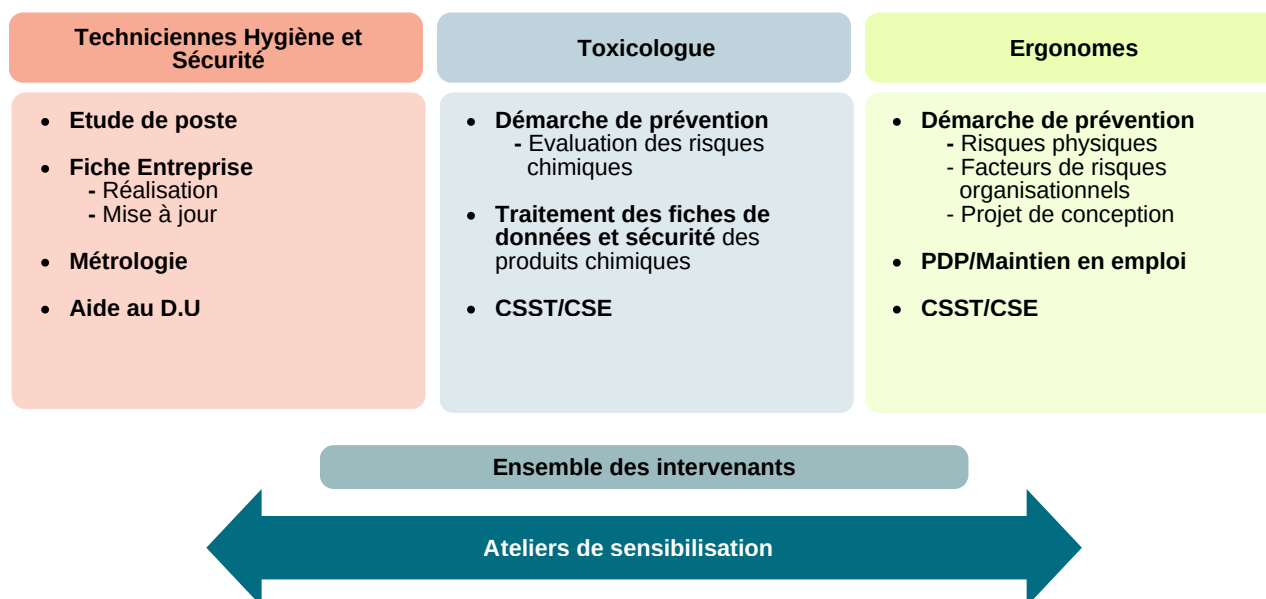 Techniciennes Hygiène et
Sécurité
• Etude de poste
• Fiche Entreprise
- Réalisation
- Mise à jour
• Métrologie
• Aide au D.U
Toxicologue
• Démarche de prévention
- Evaluation des risques
chimiques
• Traitement des fiches de
données et sécurité des
produits chimiques
• CSST/CSE
Ergonomes
• Démarche de prévention
- Risques physiques
- Facteurs de risques
organisationnels
- Projet de conception
• PDP/Maintien en emploi
• CSST/CSE
Ensemble des intervenants
Ateliers de sensibilisation